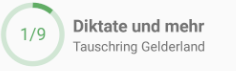 1/9
Diktate und mehr
Tauschring Gelderland